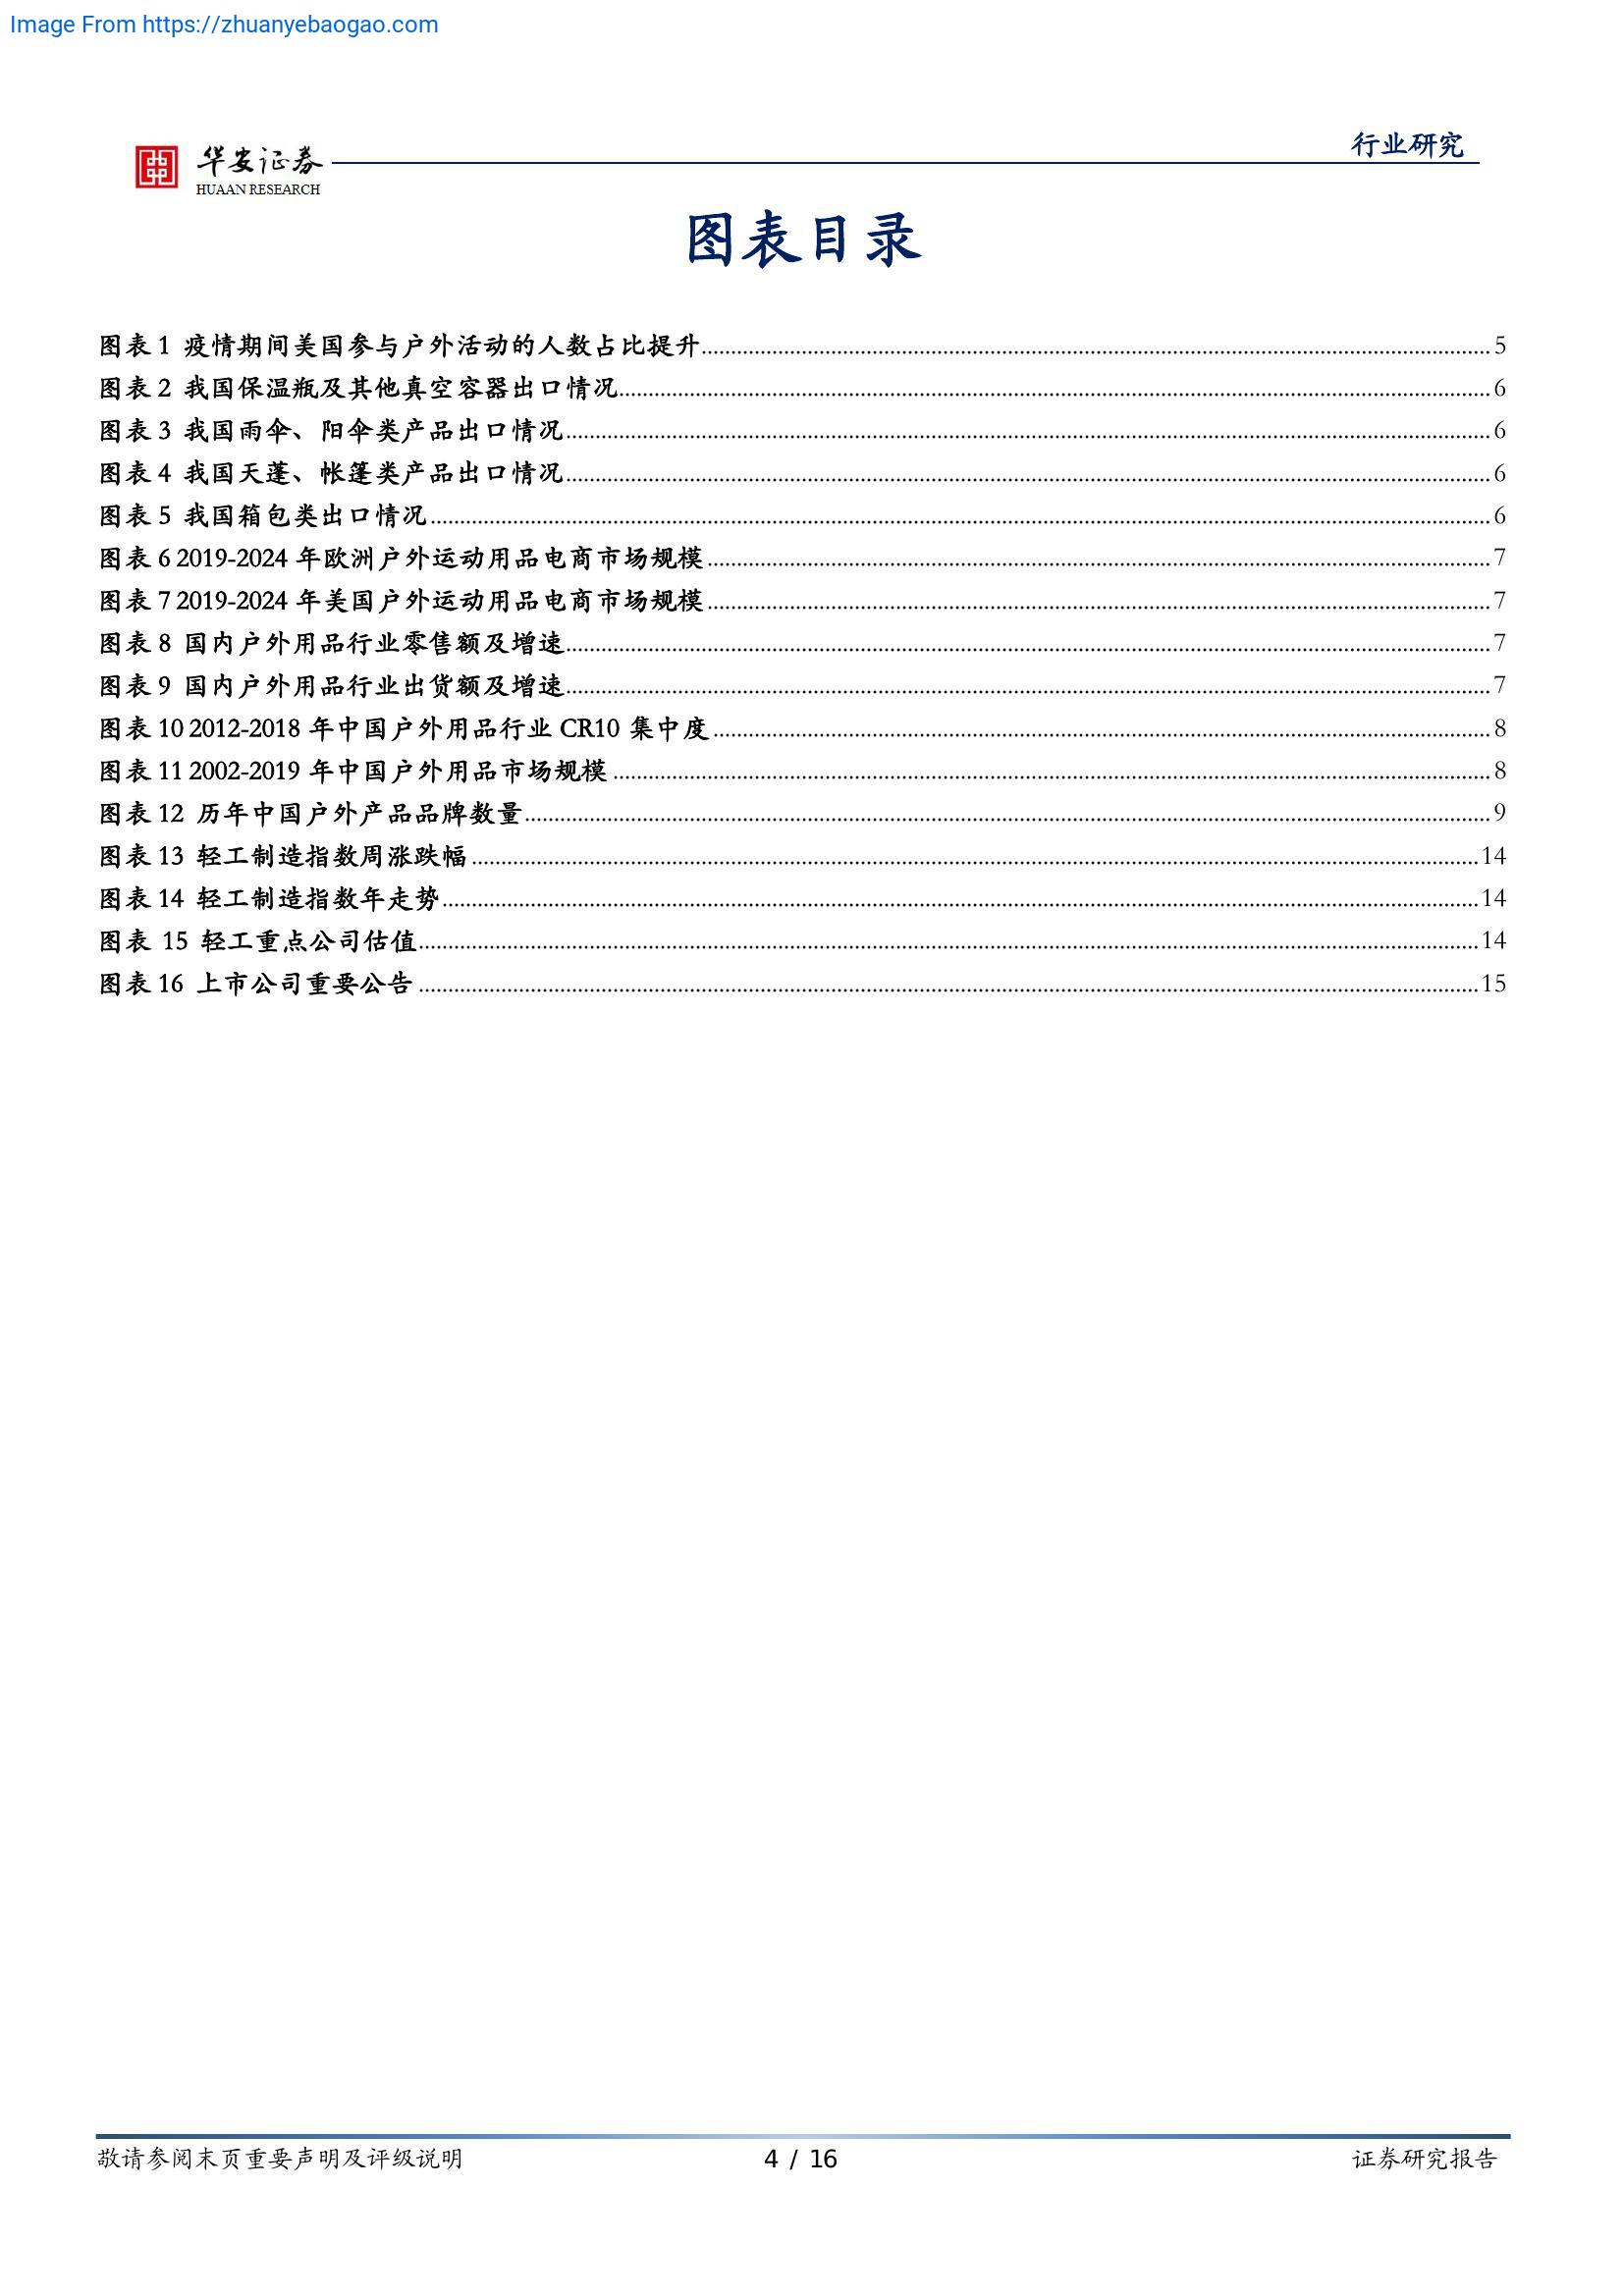 Image From https://zhuanyebaogao.com
华安证券
HUAAN RESEARCH
行业研究
图表目录
图表 1 疫情期间美国参与户外活动的人数占比提升 5
图表 2 我国保温瓶及其他真空容器出口情况 6
图表 3 我国雨伞、阳伞类产品出口情况 6
图表 4 我国天蓬、帐篷类产品出口情况 6
图表 5 我国箱包类出口情况 6
图表 6 2019-2024 年欧洲户外运动用品电商市场规模 7
图表 7 2019-2024 年美国户外运动用品电商市场规模 7
图表 8 国内户外用品行业零售额及增速 7
图表 9 国内户外用品行业出货额及增速 7
图表 10 2012-2018 年中国户外用品行业 CR10 集中度 8
图表 11 2002-2019 年中国户外用品市场规模 8
图表 12 历年中国户外产品品牌数量 9
图表 13 轻工制造指数周涨跌幅 14
图表 14 轻工制造指数年走势 14
图表 15 轻工重点公司估值 14
图表 16 上市公司重要公告 15
敬请参阅末页重要声明及评级说明 4 / 16 证券研究报告